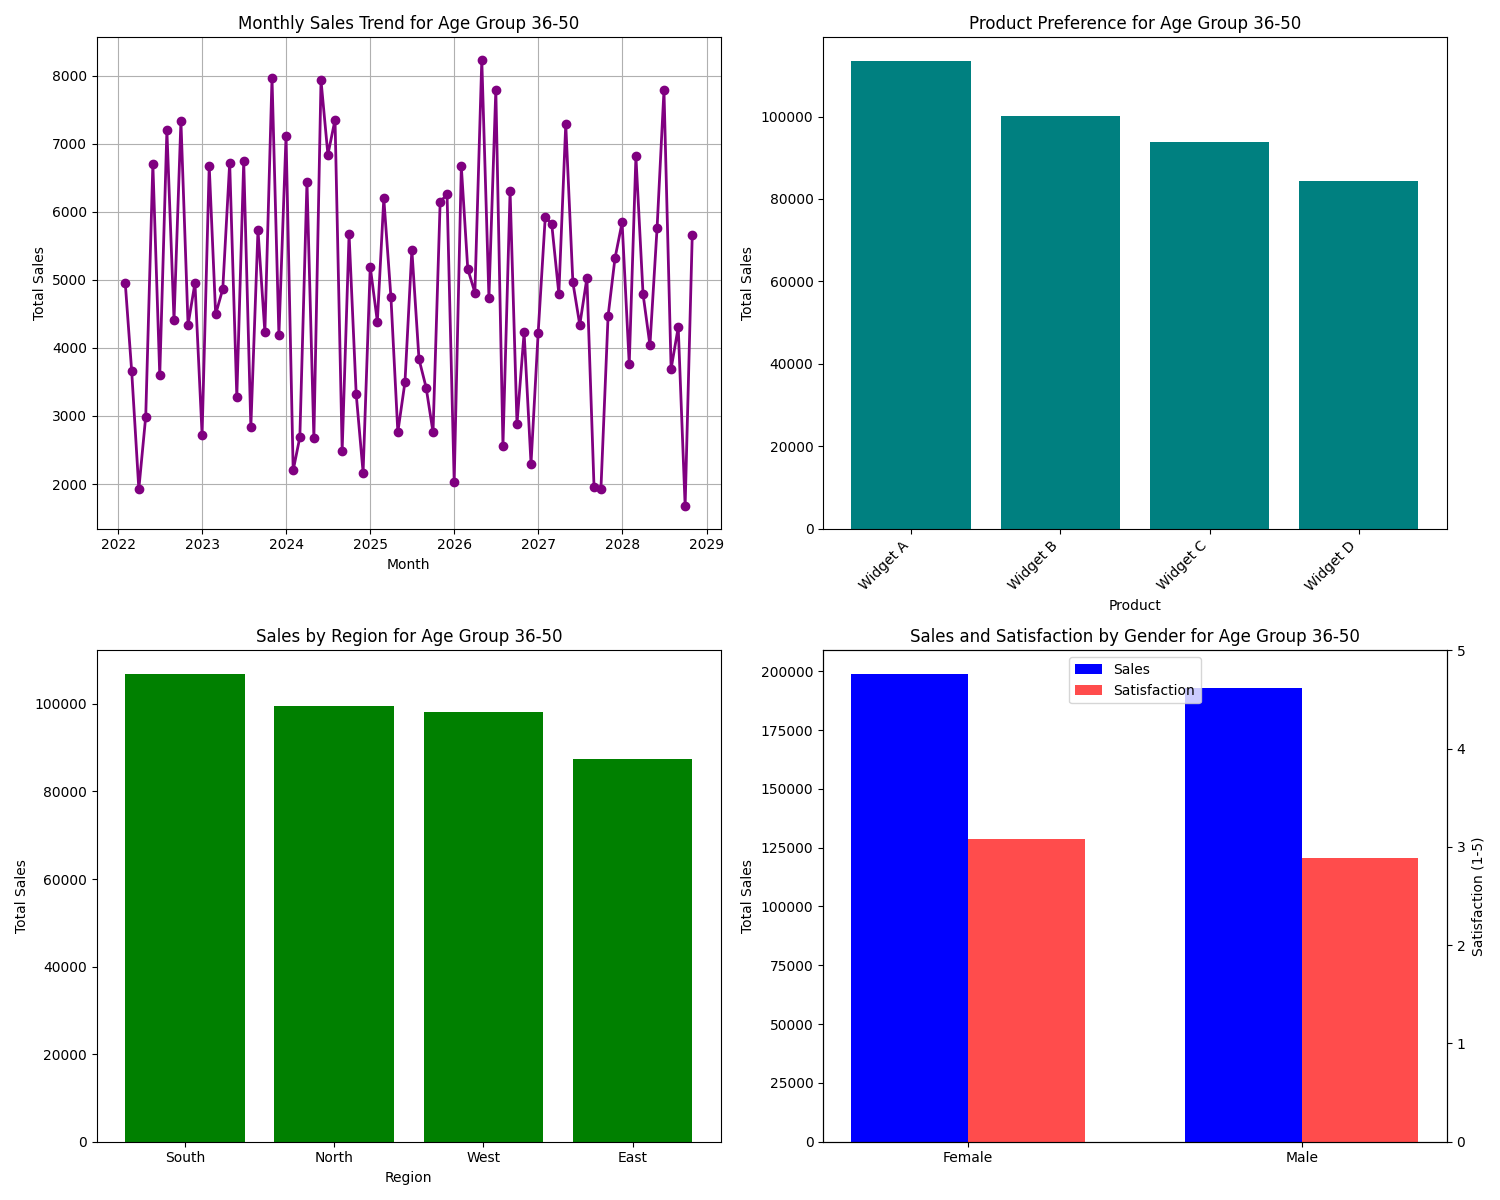 Monthly Sales Trend for Age Group 36-50
8000
7000
6000
5000
4000
3000
2000
Total Sales
2022 2023 2024 2025 2026 2027 2028 2029
Month
Product Preference for Age Group 36-50
100000
80000
60000
40000
20000
0
Total Sales
Widget A Widget B Widget C Widget D
Product
Sales by Region for Age Group 36-50
100000
80000
60000
40000
20000
0
Total Sales
South North West East
Region
Sales and Satisfaction by Gender for Age Group 36-50
Sales
Satisfaction
200000
175000
150000
125000
100000
75000
50000
25000
0
Total Sales
Female Male
5
4
3
2
1
0
Satisfaction (1-5)